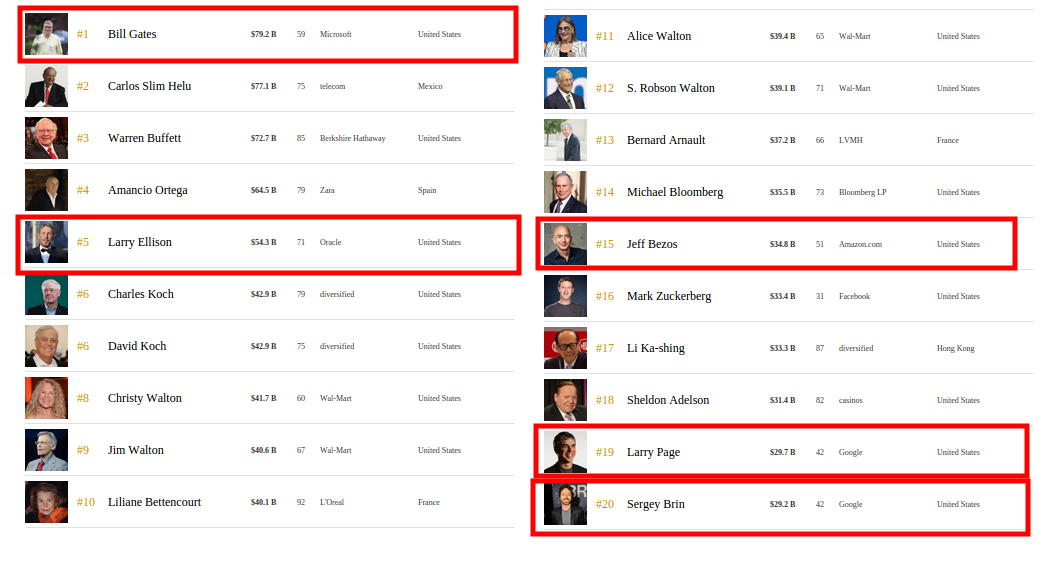 #1 Bill Gates $79.2 B 59 Microsoft United States
#2 Carlos Slim Helu $77.1 B 75 telecom Mexico
#3 Warren Buffett $72.7 B 85 Berkshire Hathaway United States
#4 Amancio Ortega $64.5 B 79 Zara Spain
#5 Larry Ellison $54.3 B 71 Oracle United States
#6 Charles Koch $42.9 B 79 diversified United States
#6 David Koch $42.9 B 75 diversified United States
#8 Christy Walton $41.7 B 60 Wal-Mart United States
#9 Jim Walton $40.6 B 67 Wal-Mart United States
#10 Liliane Bettencourt $40.1 B 92 L'Oreal France
#11 Alice Walton $39.4 B 65 Wal-Mart United States
#12 S. Robson Walton $39.1 B 71 Wal-Mart United States
#13 Bernard Arnault $37.2 B 66 LVMH France
#14 Michael Bloomberg $35.5 B 73 Bloomberg LP United States
#15 Jeff Bezos $34.8 B 51 Amazon.com United States
#16 Mark Zuckerberg $33.4 B 31 Facebook United States
#17 Li Ka-shing $33.3 B 87 diversified Hong Kong
#18 Sheldon Adelson $31.4 B 82 casinos United States
#19 Larry Page $29.7 B 42 Google United States
#20 Sergey Brin $29.2 B 42 Google United States